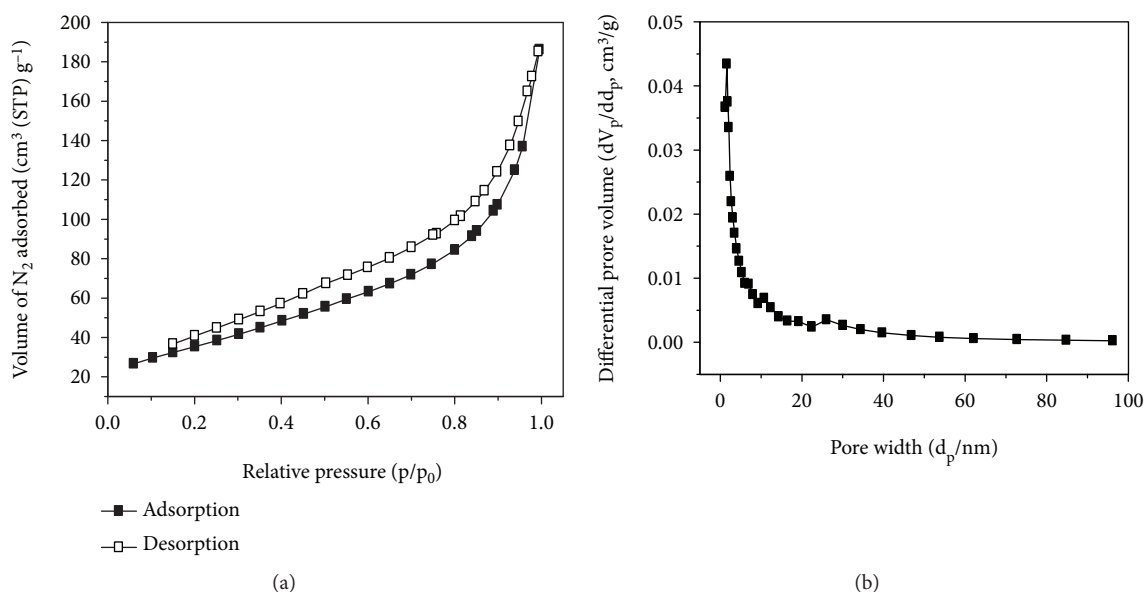 200
180
160
140
120
100
80
60
40
20
0.0 0.2 0.4 0.6 0.8 1.0
Volume of N₂ adsorbed (cm³ (STP) g⁻¹)
Relative pressure (p/p₀)
Adsorption
Desorption
(a)
0.05
0.04
0.03
0.02
0.01
0.00
0 20 40 60 80 100
Differential prore volume (dVₚ/ddₚ, cm³/g)
Pore width (dₚ/nm)
(b)